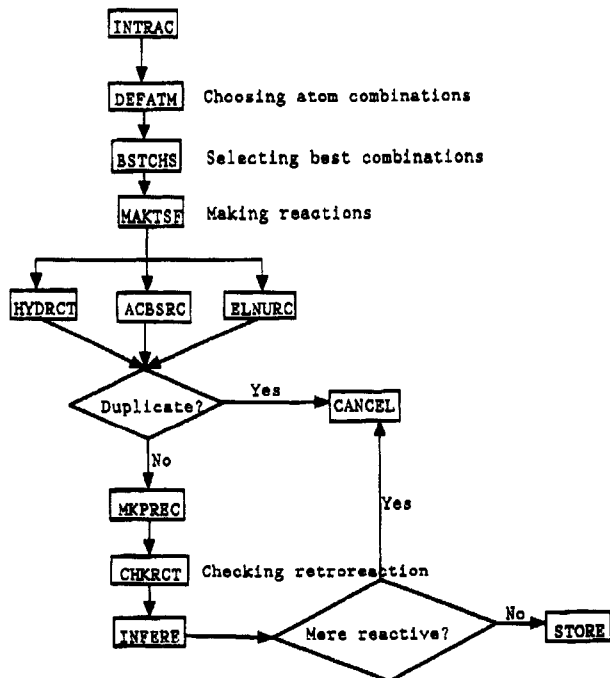 INTRAC
DEFATM Choosing atom combinations
BSTCHS Selecting best combinations
MAKTSF Making reactions
HYDRCT ACBSRC ELNURC
Duplicate? Yes CANCEL
No
MKPREC
Yes
CHKRCT Checking retroreaction
INFERE Mere reactive? No STORE